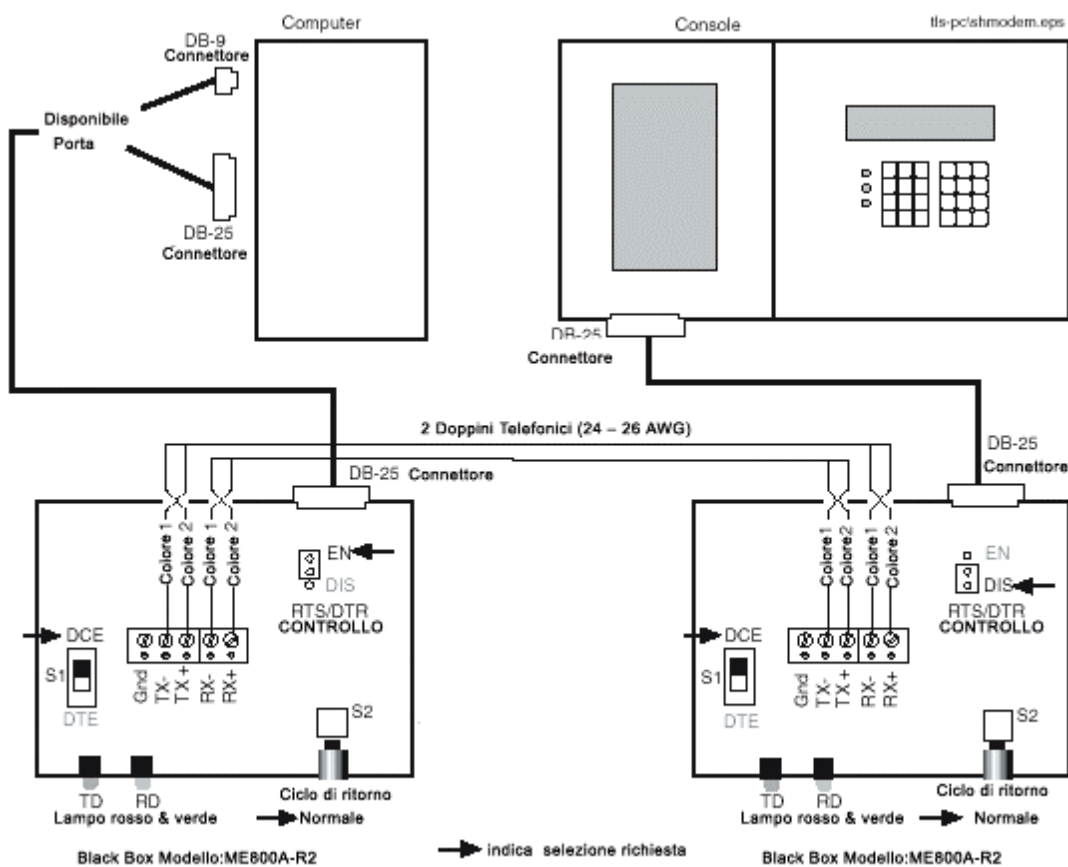 Computer
Console
tls-pc\shmodem.eps
DB-9
Connettore
Disponibile
Porta
DB-25
Connettore
DB-25
Connettore
2 Doppini Telefonici (24 – 26 AWG)
DB-25 Connettore
DB-25
Connettore
Colore 1
Colore 2
Colore 1
Colore 2
EN
DIS
RTS/DTR
CONTROLLO
DCE
S1
DTE
Gnd
TX-
TX+
RX-
RX+
S2
TD
RD
Ciclo di ritorno
Lampo rosso & verde
Normale
Black Box Modello:ME800A-R2
Colore 1
Colore2
Colore 1
Colore 2
EN
DIS
RTS/DTR
CONTROLLO
DCE
S1
DTE
Gnd
TX-
TX+
RX-
RX+
S2
TD
RD
Ciclo di ritorno
Lampo rosso & verde
Normale
indica selezione richiesta
Black Box Modello:ME800A-R2